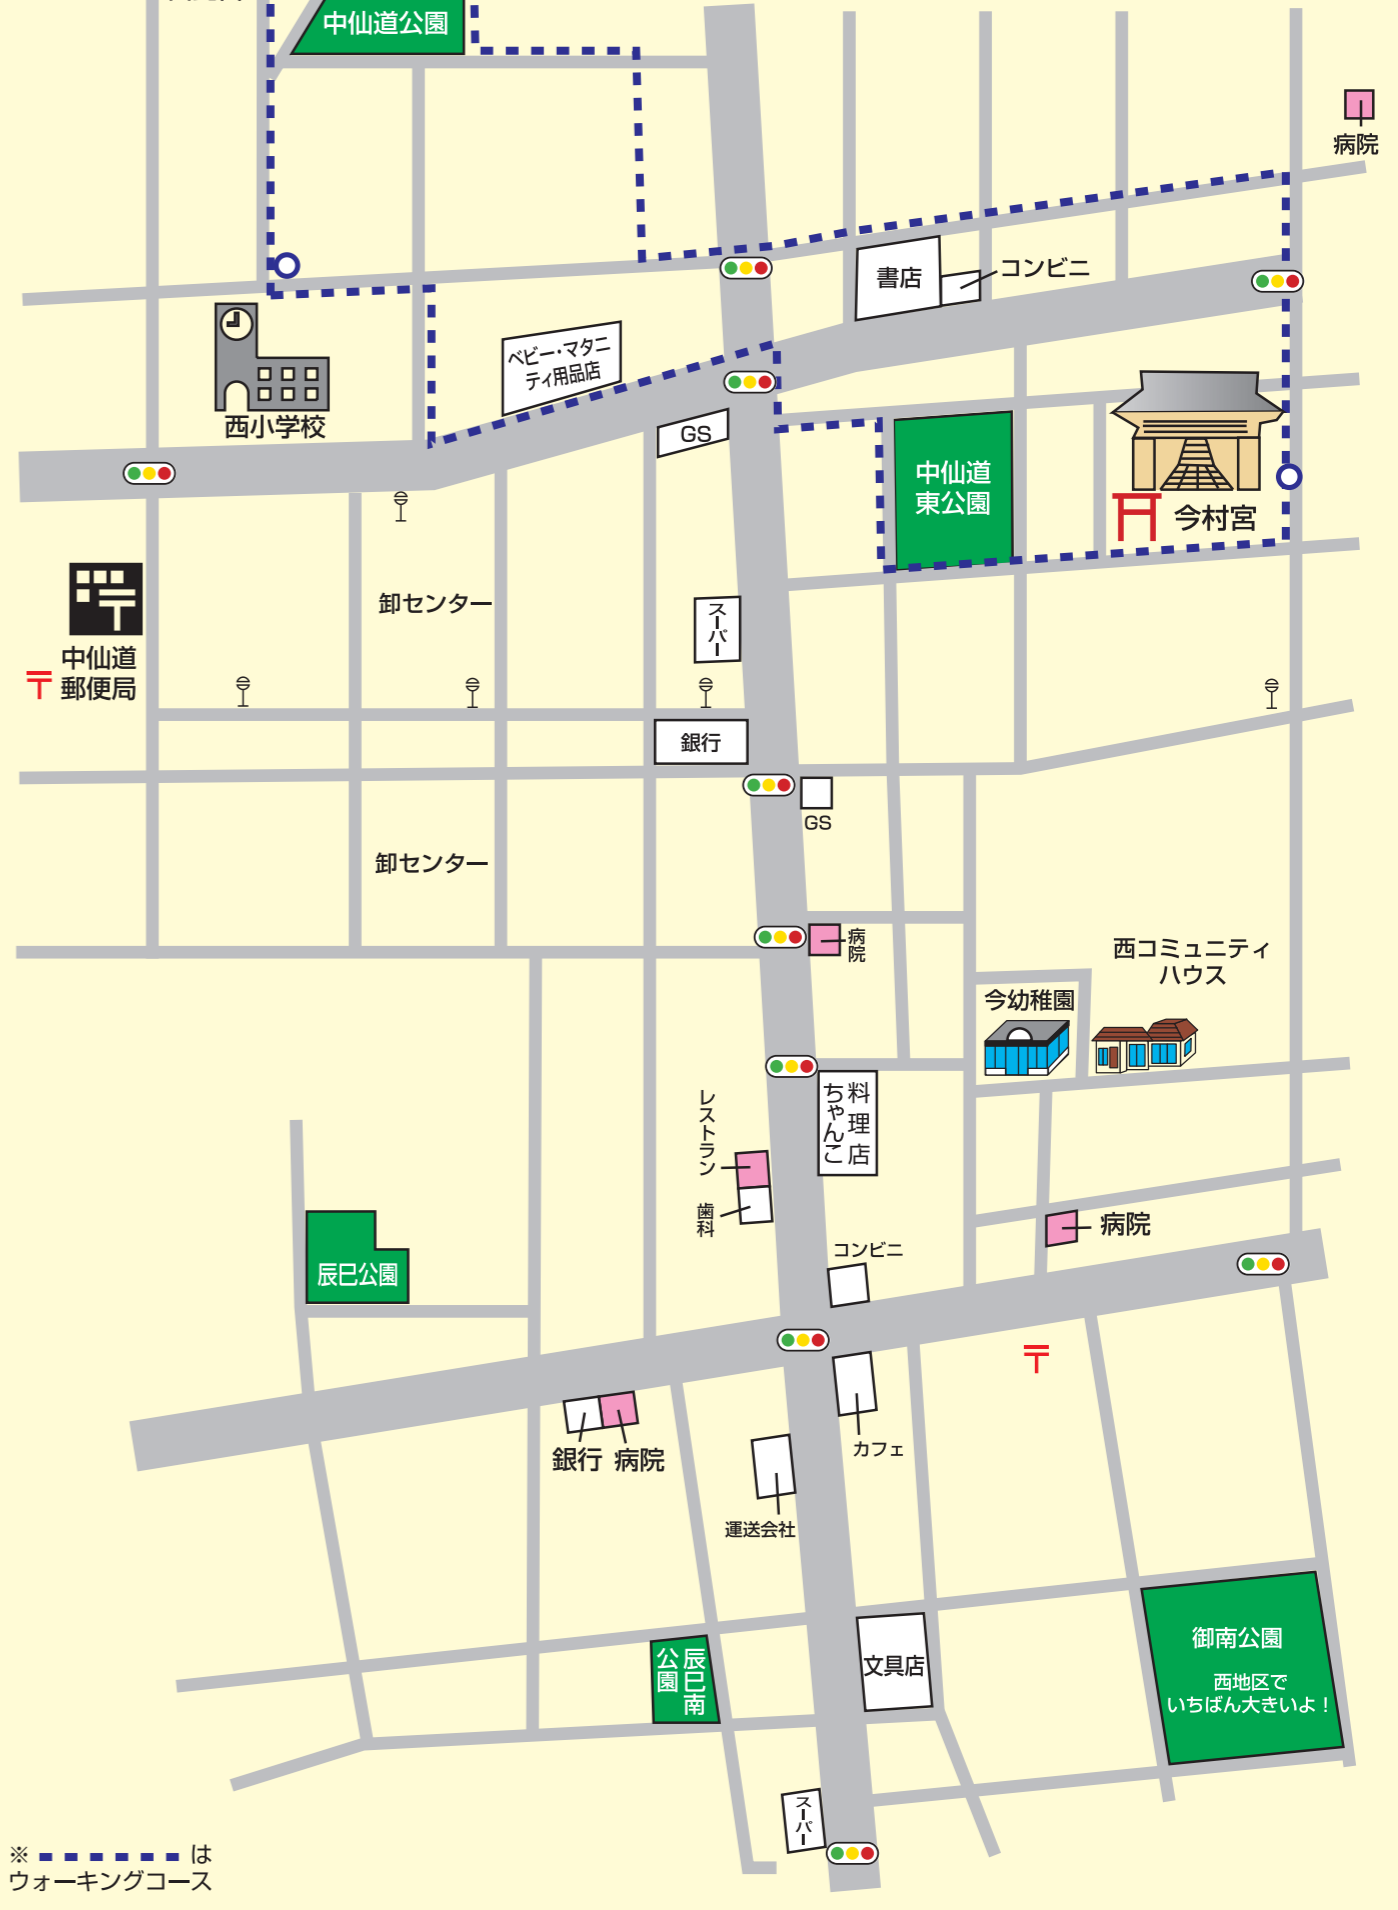 中仙道公園
病院
書店
コンビニ
ベビー・マタニ
ティ用品店
西小学校
GS
中仙道
東公園
今村宮
卸センター
スーパー
中仙道
〒 郵便局
銀行
GS
卸センター
病院
西コミュニティ
ハウス
今幼稚園
ちゃんこ
料理店
レストラン
歯科
病院
コンビニ
辰巳公園
〒
カフェ
銀行
病院
運送会社
御南公園
西地区で
いちばん大きいよ！
辰巳南
公園
文具店
スーパー
※ は
ウォーキングコース